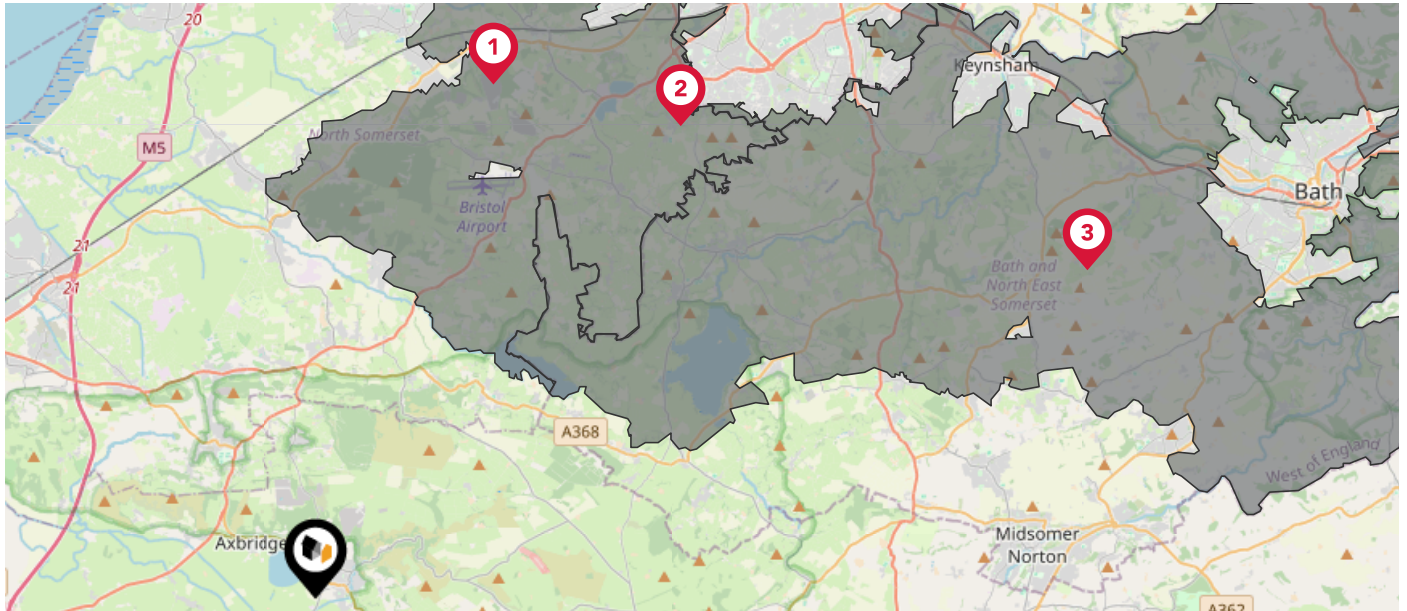 20
1
Keynsham
2
North Somerset
M5
Bath
Bristol
Airport
21
3
21
Bath and
North East
Somerset
A368
West of England
Axbridge
Midsomer
Norton
A362